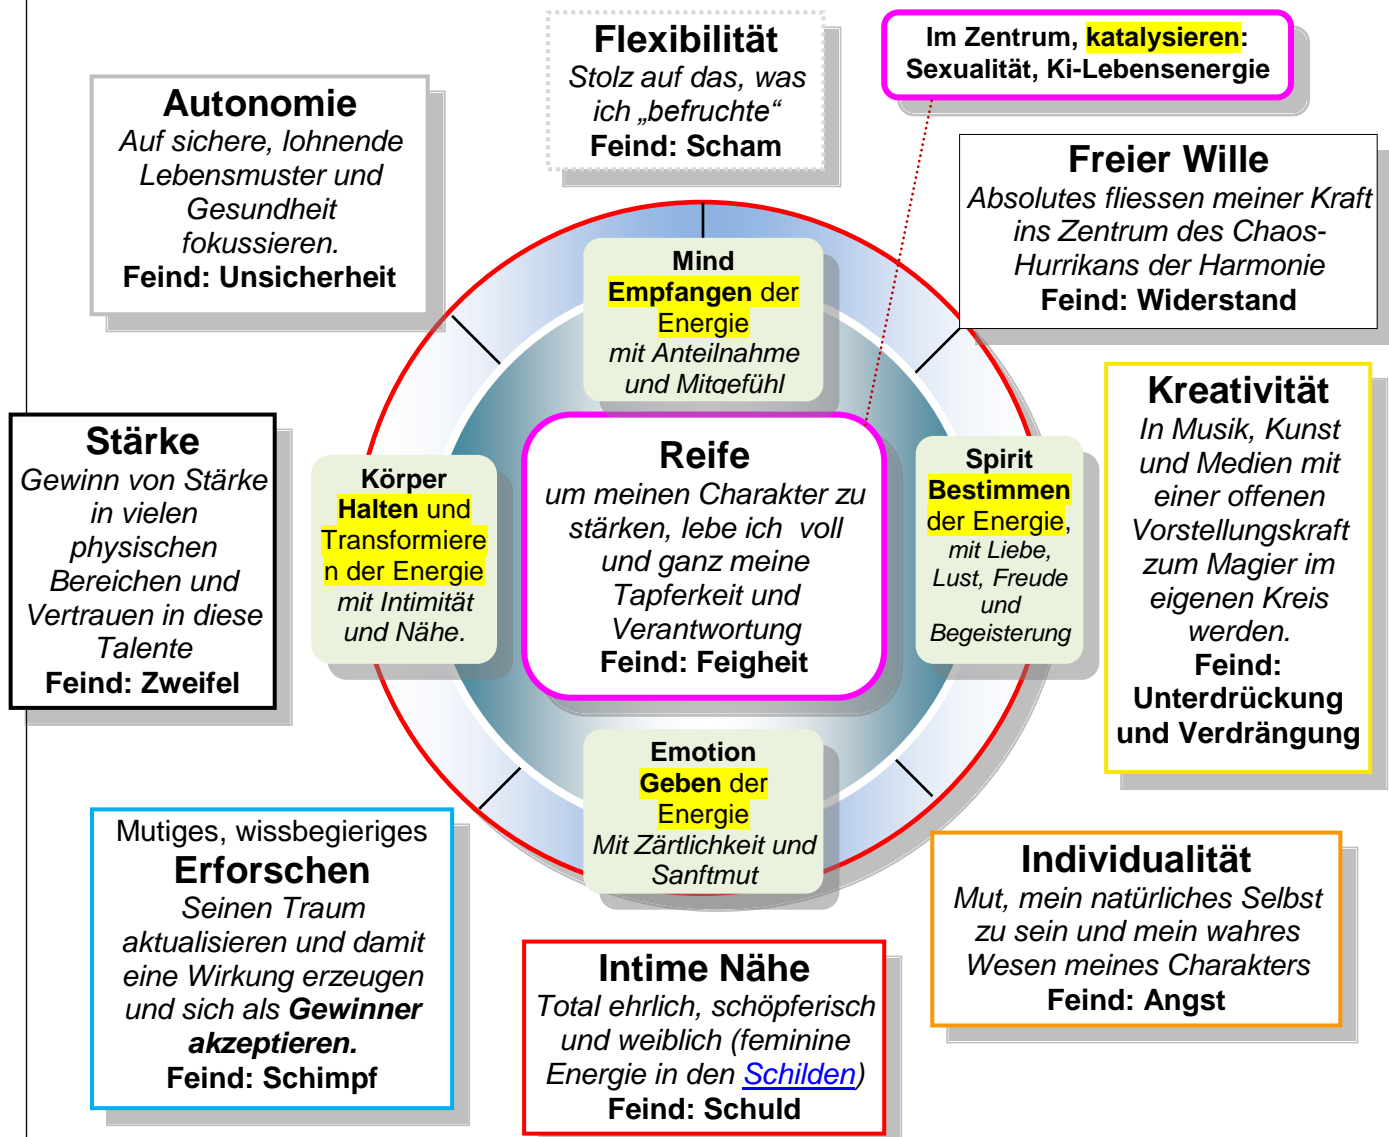 Flexibilität
Stolz auf das, was
ich „befruchte“
Feind: Scham
Im Zentrum, katalysieren:
Sexualität, Ki-Lebensenergie
Autonomie
Auf sichere, lohnende
Lebensmuster und
Gesundheit
fokussieren.
Feind: Unsicherheit
Freier Wille
Absolutes fliessen meiner Kraft
ins Zentrum des Chaos-
Hurrikans der Harmonie
Feind: Widerstand
Mind
Empfangen der
Energie
mit Anteilnahme
und Mitgefühl
Kreativität
In Musik, Kunst
und Medien mit
einer offenen
Vorstellungskraft
zum Magier im
eigenen Kreis
werden.
Feind:
Unterdrückung
und Verdrängung
Stärke
Gewinn von Stärke
in vielen
physischen
Bereichen und
Vertrauen in diese
Talente
Feind: Zweifel
Körper
Halten und
Transformiere
n der Energie
mit Intimität
und Nähe.
Reife
um meinen Charakter zu
stärken, lebe ich voll
und ganz meine
Tapferkeit und
Verantwortung
Feind: Feigheit
Spirit
Bestimmen
der Energie,
mit Liebe,
Lust, Freude
und
Begeisterung
Emotion
Geben der
Energie
Mit Zärtlichkeit und
Sanftmut
Mutiges, wissbegieriges
Erforschen
Seinen Traum
aktualisieren und damit
eine Wirkung erzeugen
und sich als Gewinner
akzeptieren.
Feind: Schimpf
Individualität
Mut, mein natürliches Selbst
zu sein und mein wahres
Wesen meines Charakters
Feind: Angst
Intime Nähe
Total ehrlich, schöpferisch
und weiblich (feminine
Energie in den Schilden)
Feind: Schuld